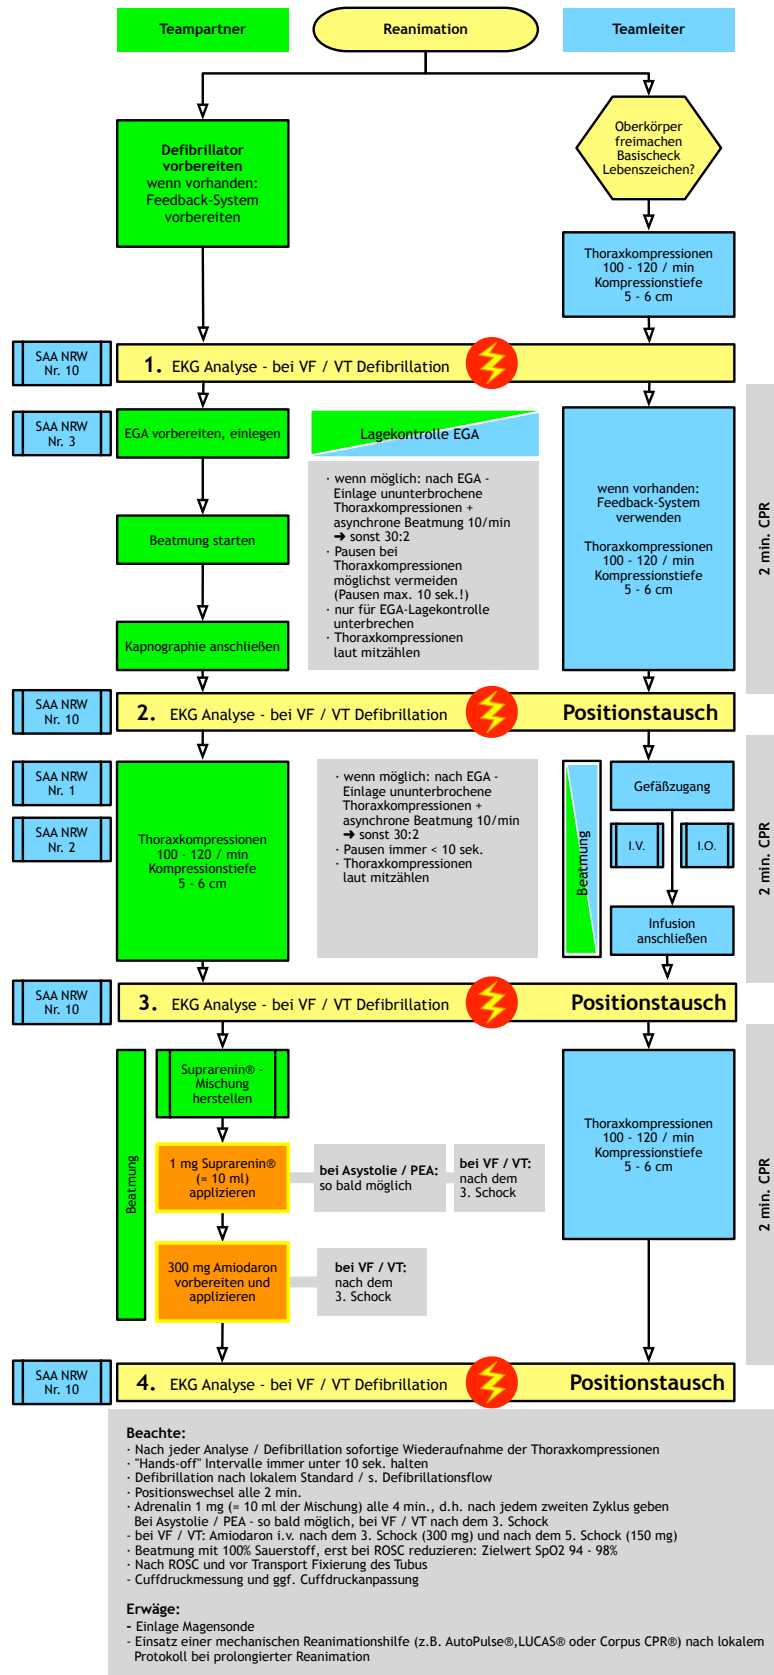 Teampartner
Reanimation
Teamleiter
Defibrillator
vorbereiten
wenn vorhanden:
Feedback-System
vorbereiten
Oberkörper
freimachen
Basischeck
Lebenszeichen?
Thoraxkompressionen
100 - 120 / min
Kompressionstiefe
5 - 6 cm
SAA NRW
Nr. 10
1. EKG Analyse - bei VF / VT Defibrillation
SAA NRW
Nr. 3
EGA vorbereiten, einlegen
Beatmung starten
Kapnographie anschließen
Lagekontrolle EGA
· wenn möglich: nach EGA -
Einlage ununterbrochene
Thoraxkompressionen +
asynchrone Beatmung 10/min
➔ sonst 30:2
· Pausen bei
Thoraxkompressionen
möglichst vermeiden
(Pausen max. 10 sek.!)
· nur für EGA-Lagekontrolle
unterbrechen
· Thoraxkompressionen
laut mitzählen
wenn vorhanden:
Feedback-System
verwenden
Thoraxkompressionen
100 - 120 / min
Kompressionstiefe
5 - 6 cm
2 min. CPR
SAA NRW
Nr. 10
2. EKG Analyse - bei VF / VT Defibrillation
Positionstausch
SAA NRW
Nr. 1
SAA NRW
Nr. 2
Thoraxkompressionen
100 - 120 / min
Kompressionstiefe
5 - 6 cm
· wenn möglich: nach EGA -
Einlage ununterbrochene
Thoraxkompressionen +
asynchrone Beatmung 10/min
➔ sonst 30:2
· Pausen immer < 10 sek.
· Thoraxkompressionen
laut mitzählen
Beatmung
Gefäßzugang
I.V.
I.O.
Infusion
anschließen
2 min. CPR
SAA NRW
Nr. 10
3. EKG Analyse - bei VF / VT Defibrillation
Positionstausch
Beatmung
Suprarenin® -
Mischung
herstellen
1 mg Suprarenin®
(= 10 ml)
applizieren
bei Asystolie / PEA:
so bald möglich
bei VF / VT:
nach dem
3. Schock
300 mg Amiodaron
vorbereiten und
applizieren
bei VF / VT:
nach dem
3. Schock
Thoraxkompressionen
100 - 120 / min
Kompressionstiefe
5 - 6 cm
2 min. CPR
SAA NRW
Nr. 10
4. EKG Analyse - bei VF / VT Defibrillation
Positionstausch
Beachte:
· Nach jeder Analyse / Defibrillation sofortige Wiederaufnahme der Thoraxkompressionen
· "Hands-off" Intervalle immer unter 10 sek. halten
· Defibrillation nach lokalem Standard / s. Defibrillationsflow
· Positionswechsel alle 2 min.
· Adrenalin 1 mg (= 10 ml der Mischung) alle 4 min., d.h. nach jedem zweiten Zyklus geben
Bei Asystolie / PEA - so bald möglich, bei VF / VT nach dem 3. Schock
- bei VF / VT: Amiodaron i.v. nach dem 3. Schock (300 mg) und nach dem 5. Schock (150 mg)
· Beatmung mit 100% Sauerstoff, erst bei ROSC reduzieren: Zielwert SpO2 94 - 98%
· Nach ROSC und vor Transport Fixierung des Tubus
- Cuffdruckmessung und ggf. Cuffdruckanpassung
Erwäge:
- Einlage Magensonde
- Einsatz einer mechanischen Reanimationshilfe (z.B. AutoPulse®,LUCAS® oder Corpus CPR®) nach lokalem
Protokoll bei prolongierter Reanimation